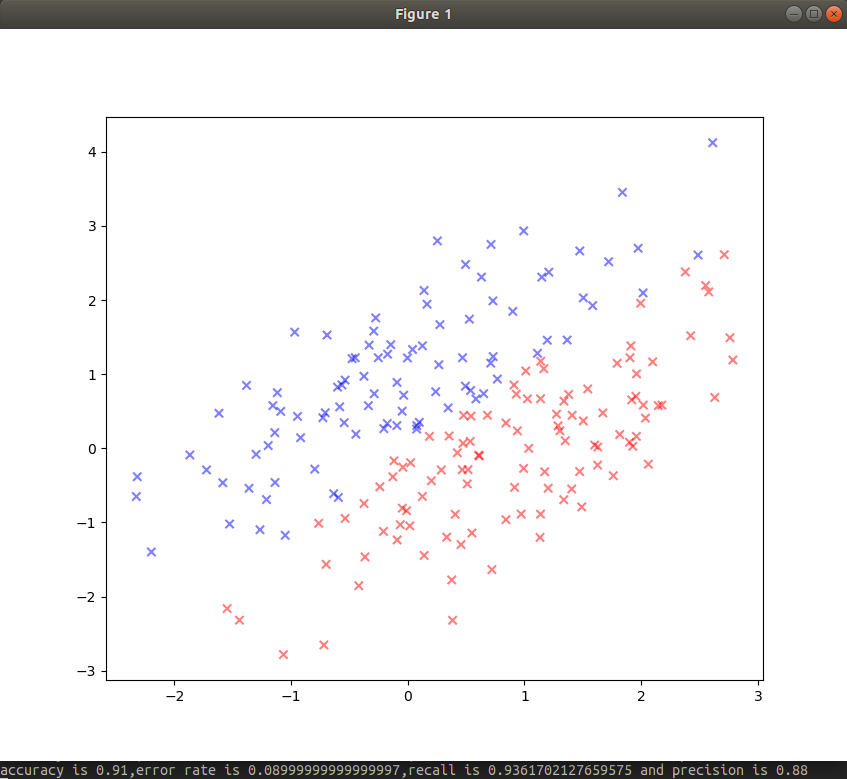 Figure 1
4
3
2
1
0
−1
−2
−3
−2 −1 0 1 2 3
accuracy is 0.91,error rate is 0.08999999999999997,recall is 0.9361702127659575 and precision is 0.88